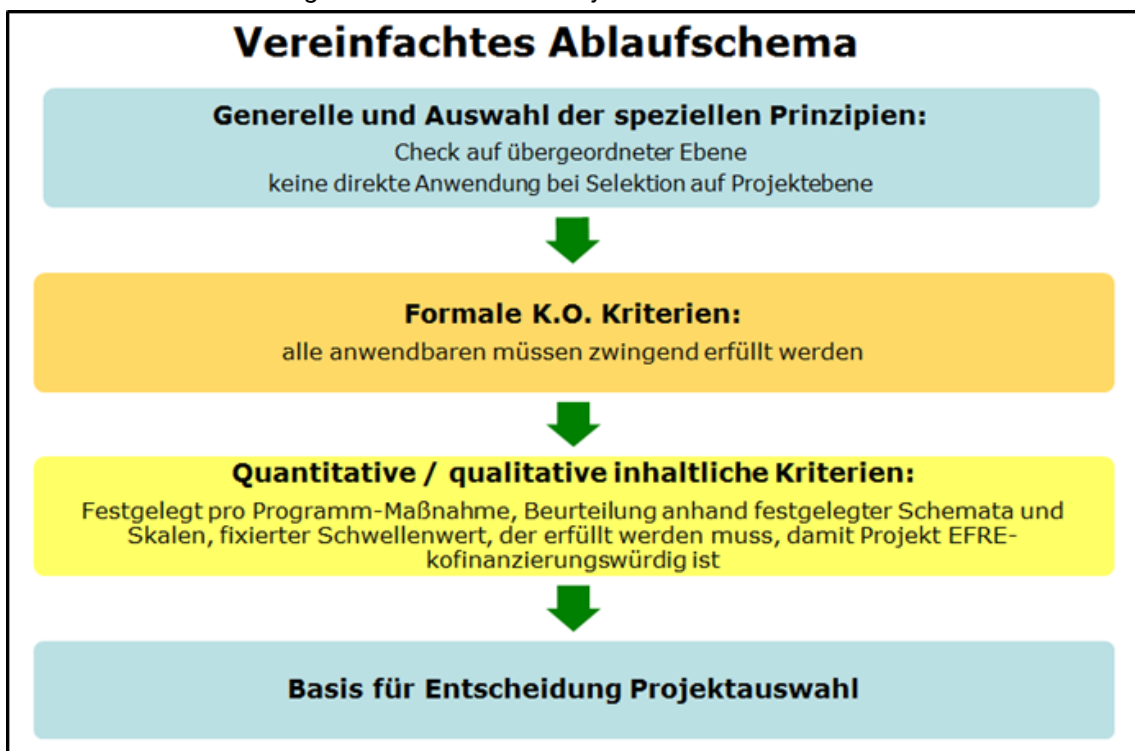 Vereinfachtes Ablaufschema
Generelle und Auswahl der speziellen Prinzipien:
Check auf übergeordneter Ebene
keine direkte Anwendung bei Selektion auf Projektebene
Formale K.O. Kriterien:
alle anwendbaren müssen zwingend erfüllt werden
Quantitative / qualitative inhaltliche Kriterien:
Festgelegt pro Programm-Maßnahme, Beurteilung anhand festgelegter Schemata und
Skalen, fixierter Schwellenwert, der erfüllt werden muss, damit Projekt EFRE-
kofinanzierungswürdig ist
Basis für Entscheidung Projektauswahl